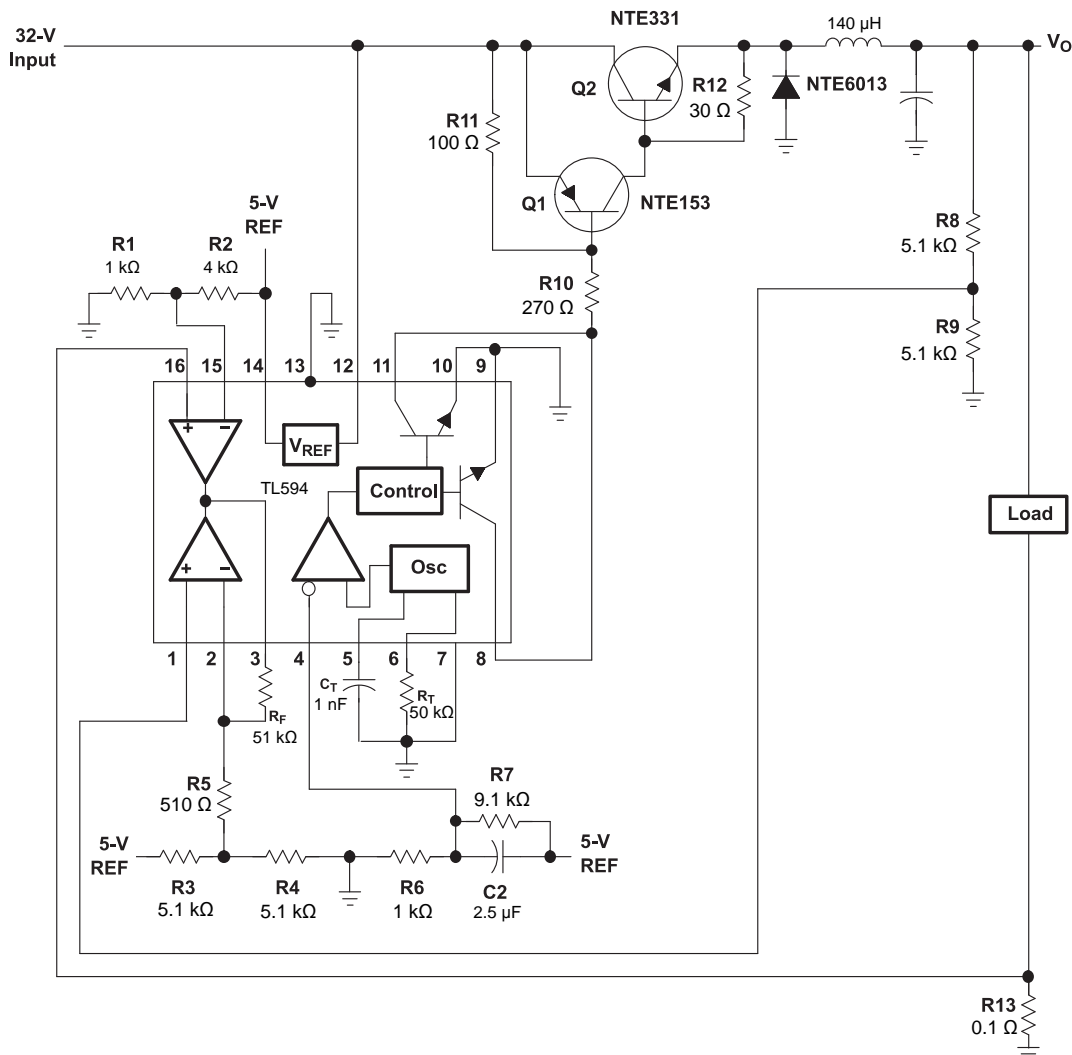 NTE331
32-V
Input
140 µH
VO
Q2
R12
30 Ω
NTE6013
R11
100 Ω
5-V
REF
Q1
NTE153
R8
5.1 kΩ
R1
1 kΩ
R2
4 kΩ
R10
270 Ω
R9
5.1 kΩ
16 15 14 13 12 11 10 9
+ −
VREF
TL594
Control
Load
+ −
Osc
1 2 3 4 5 6 7 8
CT
1 nF
RT
50 kΩ
RF
51 kΩ
R5
510 Ω
R7
9.1 kΩ
5-V
REF
5-V
REF
R3
5.1 kΩ
R4
5.1 kΩ
R6
1 kΩ
C2
2.5 µF
R13
0.1 Ω